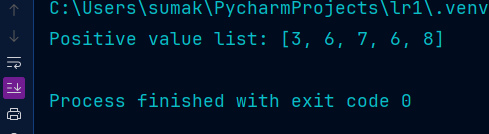 C:\Users\sumak\PycharmProjects\lr1\.venv
Positive value list: [3, 6, 7, 6, 8]
Process finished with exit code 0